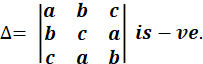 Δ= |a b c|
|b c a| is – ve.
|c a b|